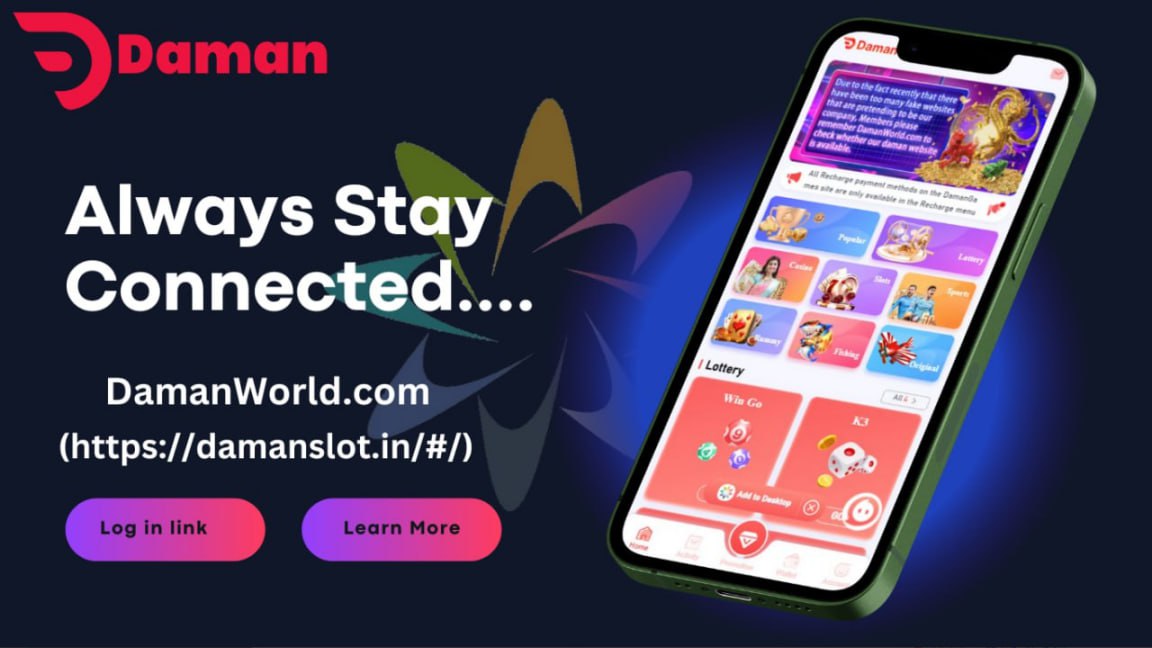 Daman
Always Stay
Connected....
DamanWorld.com
(https://damanslot.in/#/)
Log in link
Learn More
Daman
Due to the fact recently that there
have been too many fake websites
that are pretending to be our
company, Members please
remember DamanWorld.com to ,
check whether our daman website
is available.
All Recharge payment methods on the DamanGa
mes site are only available in the Recharge menu
Popular
Lottery
Casino
Slots
Sports
Rummy
Fishing
Original
Lottery
All 4 >
Win Go
K3
9
Add to Desktop
Home
Activity
Promotion
Wallet
Account